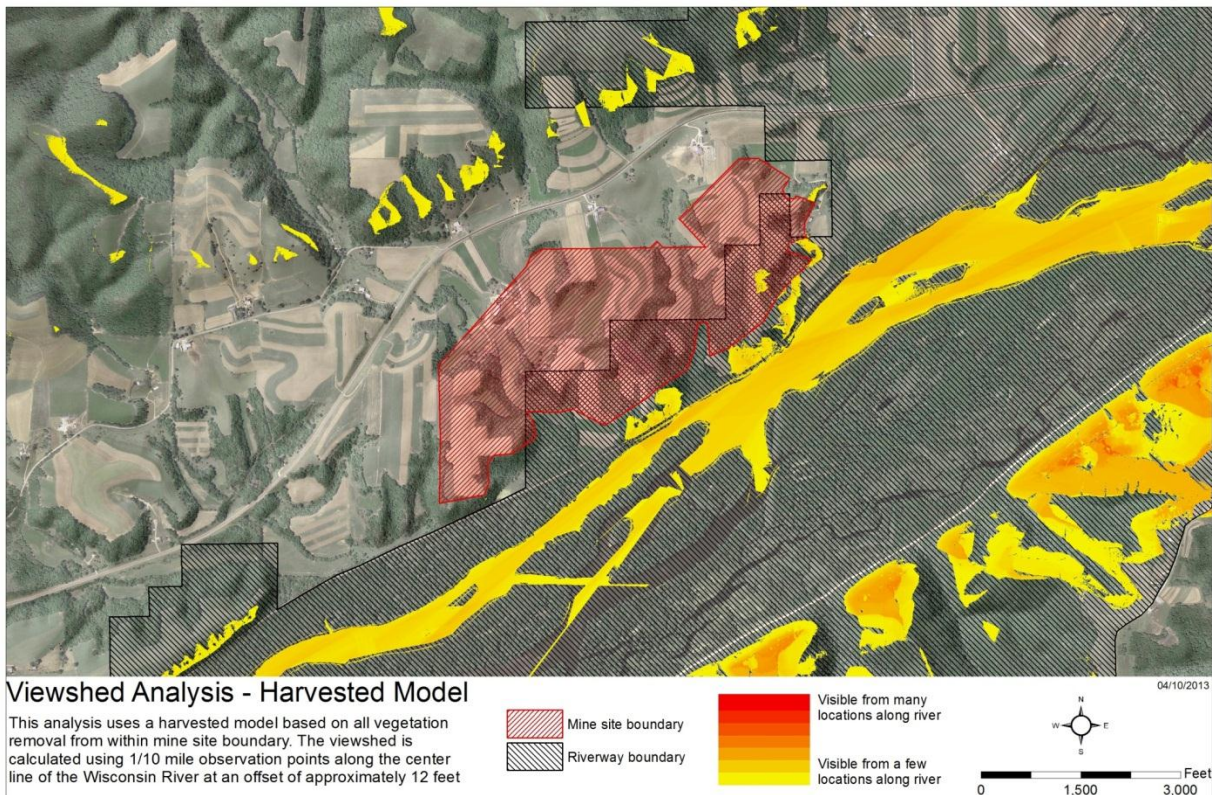 Viewshed Analysis - Harvested Model
This analysis uses a harvested model based on all vegetation
removal from within mine site boundary. The viewshed is
calculated using 1/10 mile observation points along the center
line of the Wisconsin River at an offset of approximately 12 feet
Mine site boundary
Riverway boundary
Visible from many
locations along river
Visible from a few
locations along river
04/10/2013
N
W E
S
Feet
0 1,500 3,000